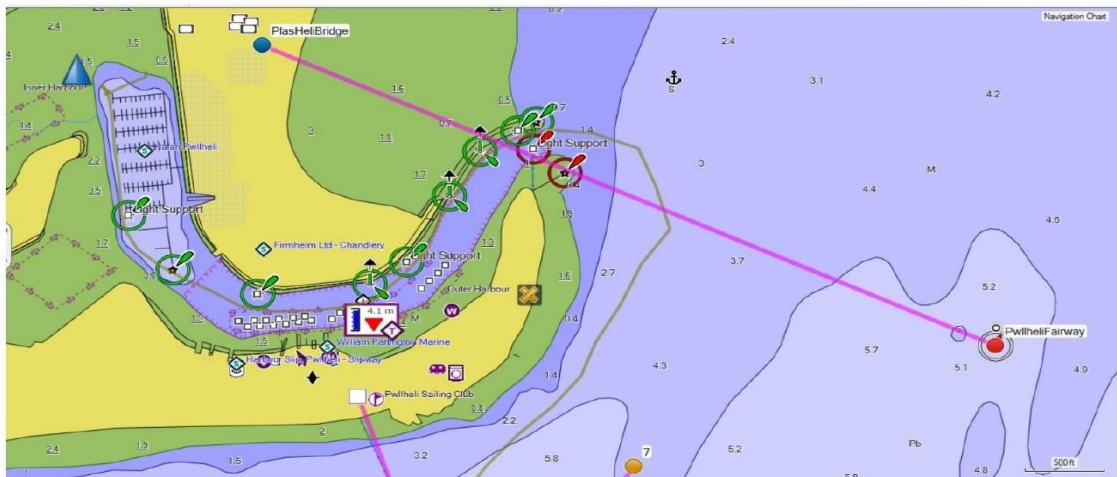 Navigation Chart
PlasHeliBridge
Inner Harbour
Hafan Pwllheli
Light Support
Light Support
Firmhelm Ltd - Chandlery
Light Support
Outer Harbour
4.1 m
William Partington Marine
Harbour Slip Pwllheli - Slipway
Pwllheli Sailing Club
PwllheliFairway
7
500 ft
S
M
M
Pb
W
T
2.4
1.5
0.5
1.5
2.4
2.2
3.5
1.7
1.6
3
1.8
0.7
0.5
0.2
0.7
1.4
1.7
1.3
2.4
3.1
4.2
3
4.4
4.6
3.7
2.7
1.5
0.4
1.4
5.2
5.7
5.1
4.9
4.3
2.2
1.5
2
2.4
1.9
1.5
3.2
5.8
5.2
4.8